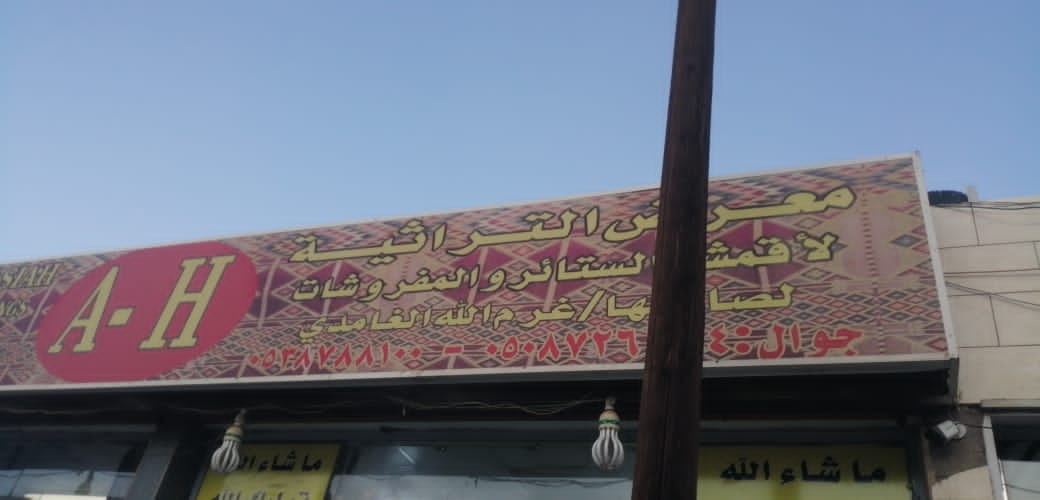 معرض التراثية
لأقمشة الستائر والمفروشات
لصاحبها/غرم الله الغامدي
جوال: ٠٥٣٨٧٨٨١٠٠ -
A-H
ما شاء الله
ما شاء الله